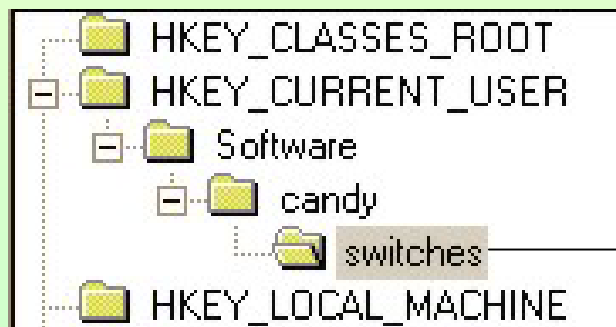 HKEY_CLASSES_ROOT
HKEY_CURRENT_USER
Software
candy
switches
HKEY_LOCAL_MACHINE